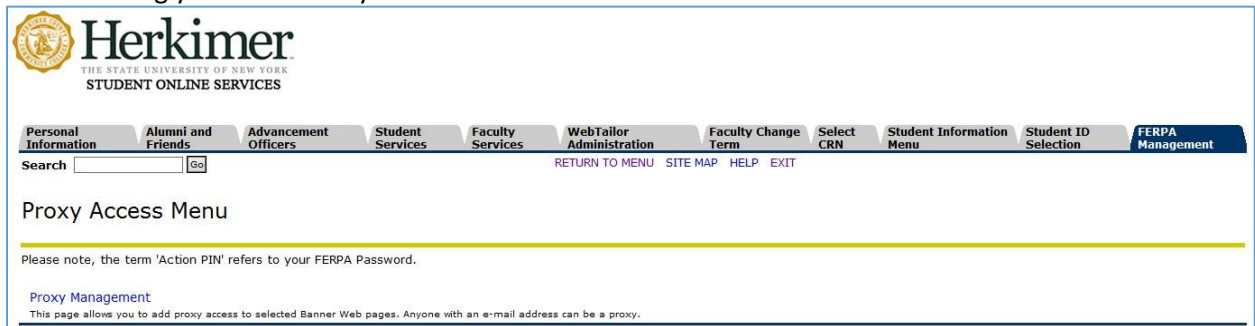 Herkimer
THE STATE UNIVERSITY OF NEW YORK
STUDENT ONLINE SERVICES
Personal Information
Alumni and Friends
Advancement Officers
Student Services
Faculty Services
WebTailor Administration
Faculty Change Term
Select CRN
Student Information Menu
Student ID Selection
FERPA Management
Search Go
RETURN TO MENU SITE MAP HELP EXIT
Proxy Access Menu
Please note, the term 'Action PIN' refers to your FERPA Password.
Proxy Management
This page allows you to add proxy access to selected Banner Web pages. Anyone with an e-mail address can be a proxy.